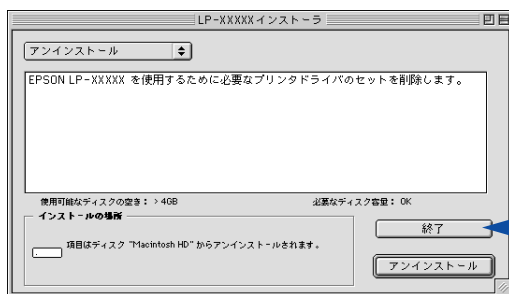 LP-XXXXXインストーラ
アンインストール
EPSON LP-XXXXX を使用するために必要なプリンタドライバのセットを削除します。
使用可能なディスクの空き： >4GB
必要なディスク容量： 0K
インストールの場所
項目はディスク "Macintosh HD" からアンインストールされます。
終了
アンインストール